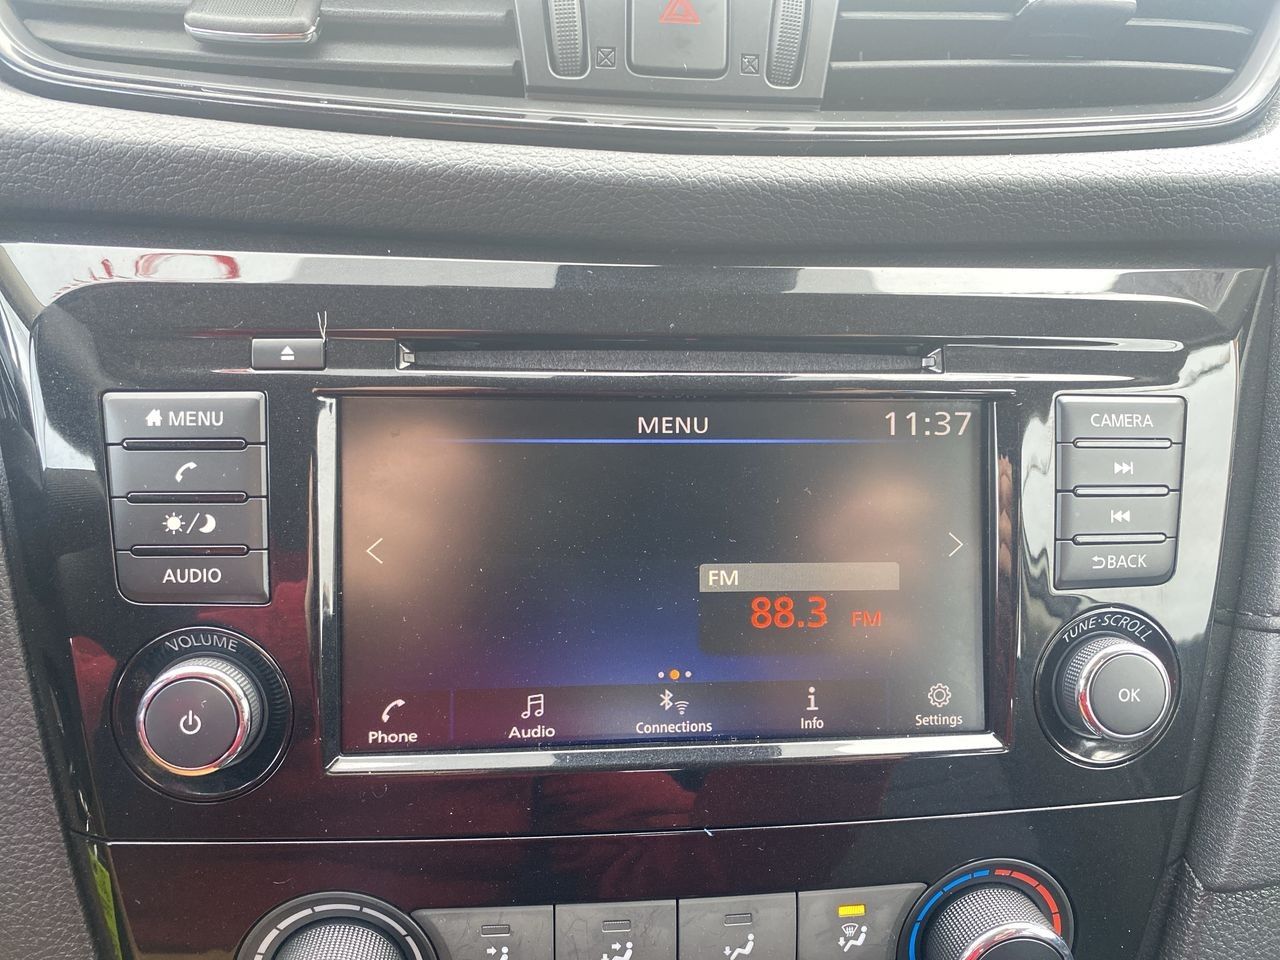 MENU
AUDIO
VOLUME
MENU
11:37
FM
88.3 FM
Phone
Audio
Connections
Info
Settings
CAMERA
BACK
TUNE·SCROLL
OK